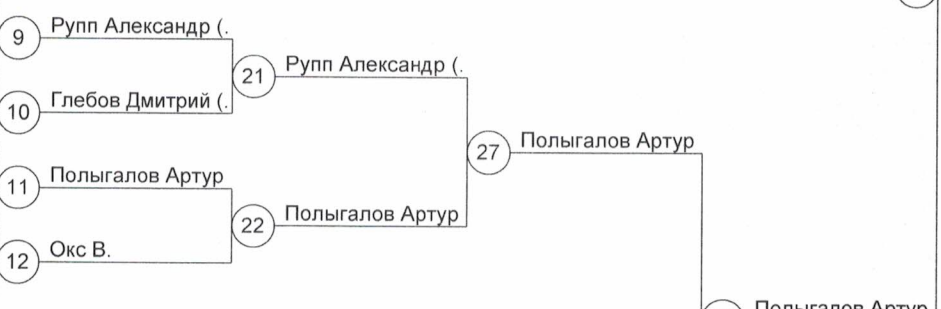 9
Рупп Александр (.
21
Рупп Александр (.
10
Глебов Дмитрий (.
27
Полыгалов Артур
11
Полыгалов Артур
22
Полыгалов Артур
12
Окс В.
Полыгалов Артур